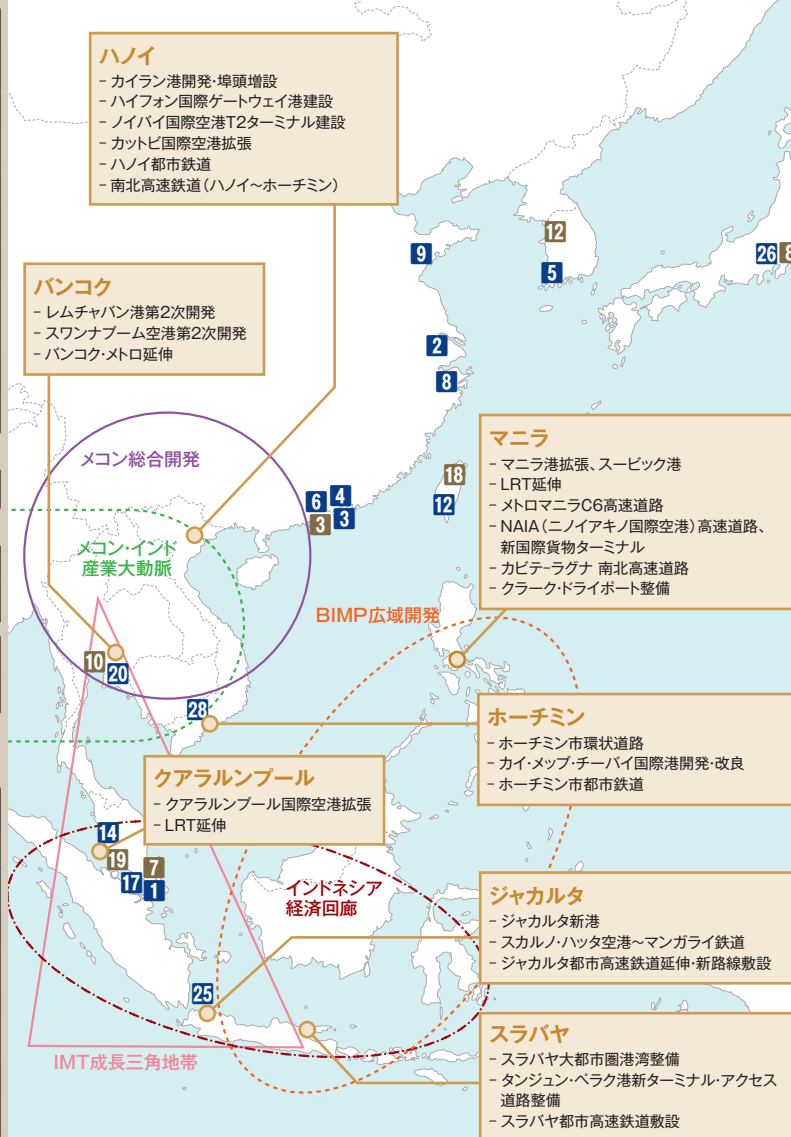 ハノイ
- カイラン港開発・埠頭増設
- ハイフォン国際ゲートウェイ港建設
- ノイバイ国際空港T2ターミナル建設
- カットビ国際空港拡張
- ハノイ都市鉄道
- 南北高速鉄道（ハノイ～ホーチミン）
12
9
5
26
8
バンコク
- レムチャバン港第2次開発
- スワンナプーム空港第2次開発
- バンコク・メトロ延伸
2
8
メコン総合開発
マニラ
- マニラ港拡張、スービック港
- LRT延伸
- メトロマニラC6高速道路
- NAIA（ニノイアキノ国際空港）高速道路、
新国際貨物ターミナル
- カビテ-ラグナ 南北高速道路
- クラーク・ドライポート整備
18
12
6
4
3
3
メコン・インド
産業大動脈
BIMP広域開発
10
20
28
ホーチミン
- ホーチミン市環状道路
- カイ・メップ・チーバイ国際港開発・改良
- ホーチミン市都市鉄道
クアラルンプール
- クアラルンプール国際空港拡張
- LRT延伸
14
19
7
17
1
インドネシア
経済回廊
ジャカルタ
- ジャカルタ新港
- スカルノ・ハッタ空港～マンガライ鉄道
- ジャカルタ都市高速鉄道延伸・新路線敷設
25
IMT成長三角地帯
スラバヤ
- スラバヤ大都市圏港湾整備
- タンジュン・ペラク港新ターミナル・アクセス
道路整備
- スラバヤ都市高速鉄道敷設